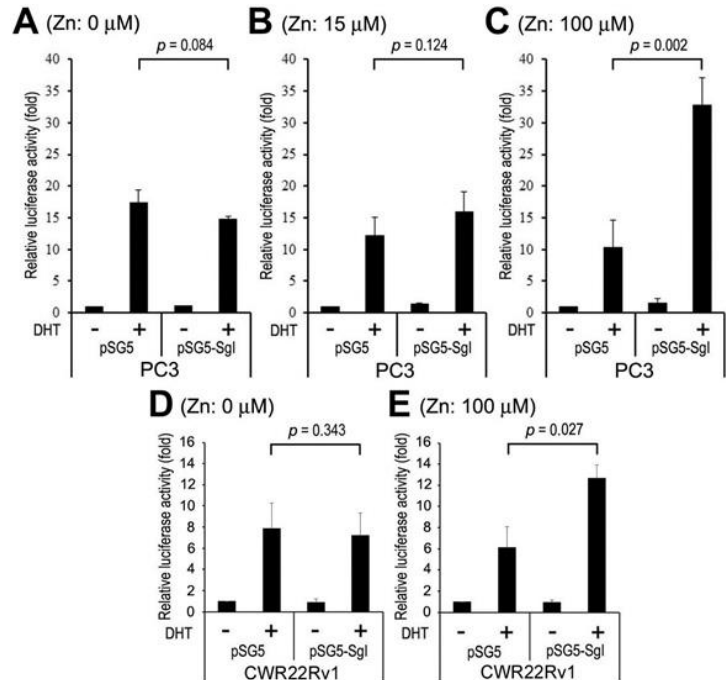 A (Zn: 0 μM)
p = 0.084
Relative luciferase activity (fold)
40
35
30
25
20
15
10
5
0
DHT - + - +
pSG5 pSG5-SgI
PC3
B (Zn: 15 μM)
p = 0.124
Relative luciferase activity (fold)
40
35
30
25
20
15
10
5
0
DHT - + - +
pSG5 pSG5-SgI
PC3
C (Zn: 100 μM)
p = 0.002
Relative luciferase activity (fold)
40
35
30
25
20
15
10
5
0
DHT - + - +
pSG5 pSG5-SgI
PC3
D (Zn: 0 μM)
p = 0.343
Relative luciferase activity (fold)
16
14
12
10
8
6
4
2
0
DHT - + - +
pSG5 pSG5-SgI
CWR22Rv1
E (Zn: 100 μM)
p = 0.027
Relative luciferase activity (fold)
16
14
12
10
8
6
4
2
0
DHT - + - +
pSG5 pSG5-SgI
CWR22Rv1